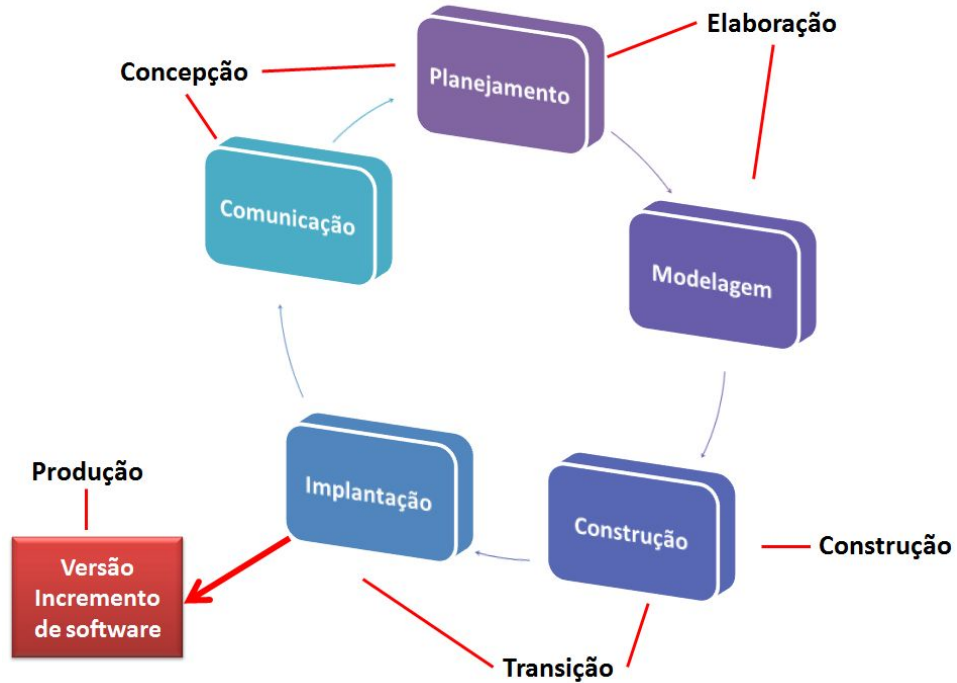 Elaboração
Planejamento
Concepção
Comunicação
Modelagem
Produção
Implantação
Construção
Construção
Versão
Incremento
de software
Transição